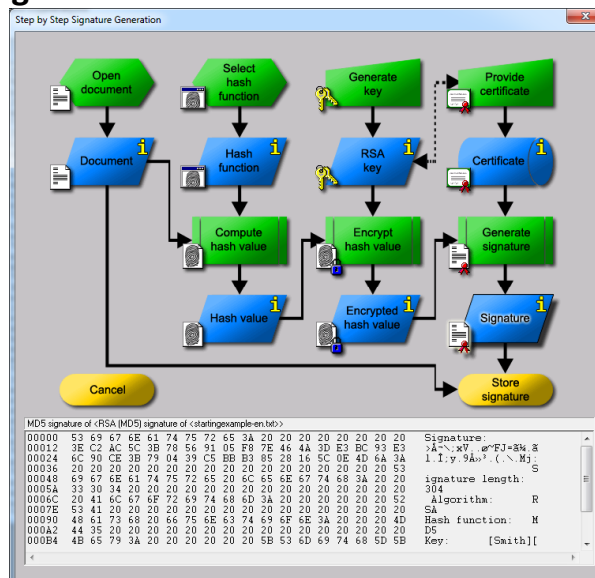 Step by Step Signature Generation
Open document
Select hash function
Generate key
Provide certificate
Document
Hash function
RSA key
Certificate
Compute hash value
Encrypt hash value
Generate signature
Hash value
Encrypted hash value
Signature
Cancel
Store signature
MD5 signature of <RSA (MD5) signature of <startingexample-en.txt>>
00000 53 69 67 6E 61 74 75 72 65 3A 20 20 20 20 20 20 20 20 Signature:
00012 3E C2 AC 5C 3B 78 56 91 05 F8 7E 46 4A 3D E3 BC 93 E3
00024 6C 90 CE 3B 79 04 39 C5 BB B3 85 28 16 5C 0E 4D 6A 3A
00036 20 20 20 20 20 20 20 20 20 20 20 20 20 20 20 20 20 53 S
00048 69 67 6E 61 74 75 72 65 20 6C 65 6E 67 74 68 3A 20 20 ignature length:
0005A 33 30 34 20 20 20 20 20 20 20 20 20 20 20 20 20 20 20 304
0006C 20 41 6C 67 6F 72 69 74 68 6D 3A 20 20 20 20 20 20 52 Algorithm: R
0007E 53 41 20 20 20 20 20 20 20 20 20 20 20 20 20 20 20 20 SA
00090 48 61 73 68 20 66 75 6E 63 74 69 6F 6E 3A 20 20 20 4D Hash function: M
000A2 44 35 20 20 20 20 20 20 20 20 20 20 20 20 20 20 20 20 D5
000B4 4B 65 79 3A 20 20 20 20 20 20 5B 53 6D 69 74 68 5D 5B Key: [Smith][